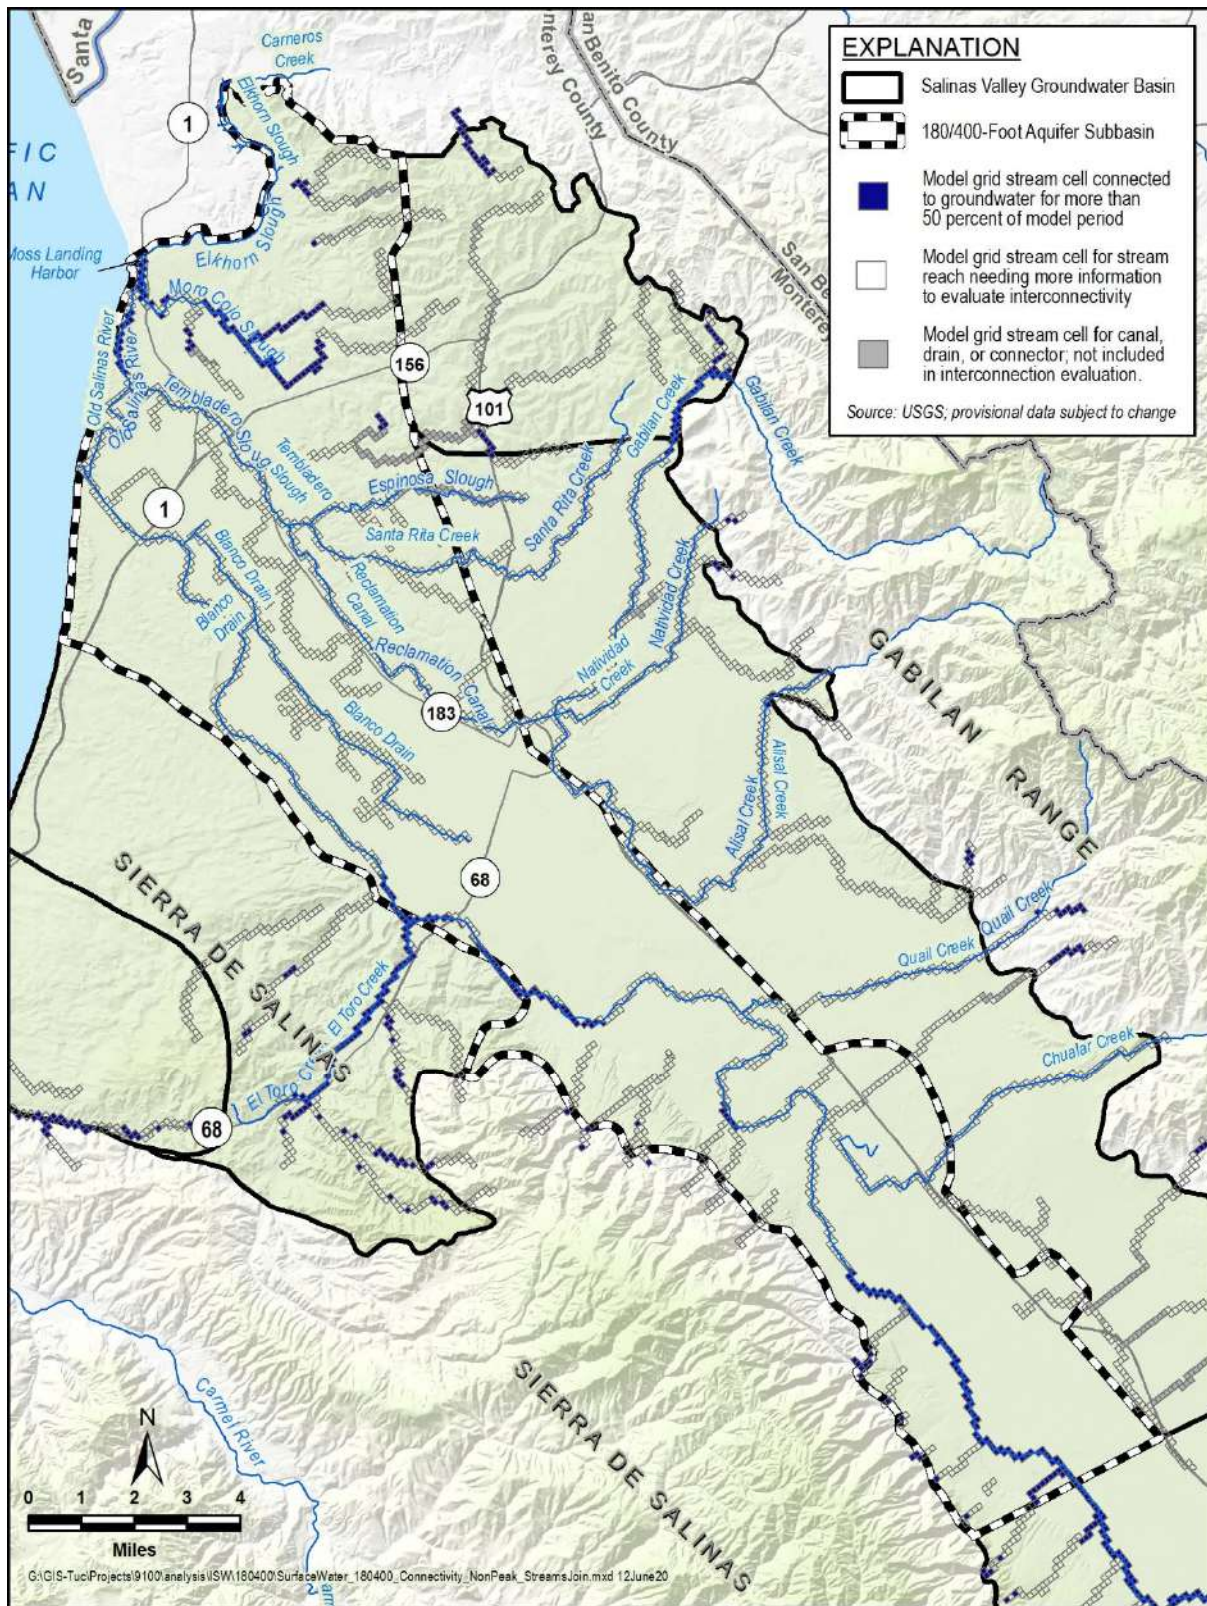 Carneros
Creek
Santa
Elkhorn Slough
onterey County
an Benito County
1
FIC
AN
Moss Landing
Harbor
Elkhorn Slough
Moro Cojo Slough
San Be
Monterey
Old Salinas River
Old Salinas River
156
101
Tembladero Slough
Slough
Tembladero
Gabilan Creek
Gabilan Creek
Espinosa Slough
Santa Rita Creek
Santa Rita Creek
1
Blanco Drain
Blanco
Drain
Reclamation
Canal
Reclamation Canal
Natividad Creek
Natividad
Creek
183
Blanco Drain
GABILAN RANGE
Alisal Creek
Alisal Creek
68
SIERRA DE SALINAS
Quail Creek
Quail Creek
El Toro Creek
El Toro Creek
Chualar Creek
68
SIERRA DE SALINAS
Carmel River
EXPLANATION
Salinas Valley Groundwater Basin
180/400-Foot Aquifer Subbasin
Model grid stream cell connected
to groundwater for more than
50 percent of model period
Model grid stream cell for stream
reach needing more information
to evaluate interconnectivity
Model grid stream cell for canal,
drain, or connector; not included
in interconnection evaluation.
Source: USGS; provisional data subject to change
N
0 1 2 3 4
Miles
G:\GIS-Tuc\Projects\9100\analysis\ISW\180400\SurfaceWater_180400_Connectivity_NonPeak_StreamsJoin.mxd 12June20